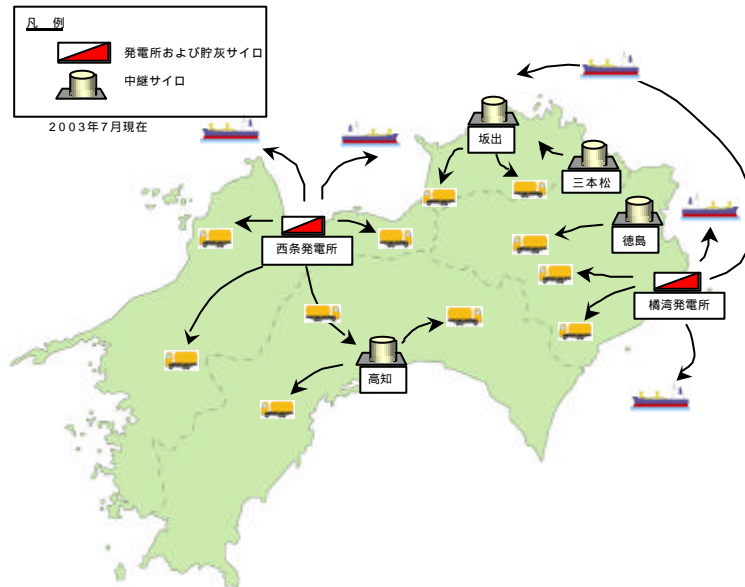 凡 例
発電所および貯灰サイロ
中継サイロ
2003年7月現在
坂出
三本松
徳島
西条発電所
橘湾発電所
高知